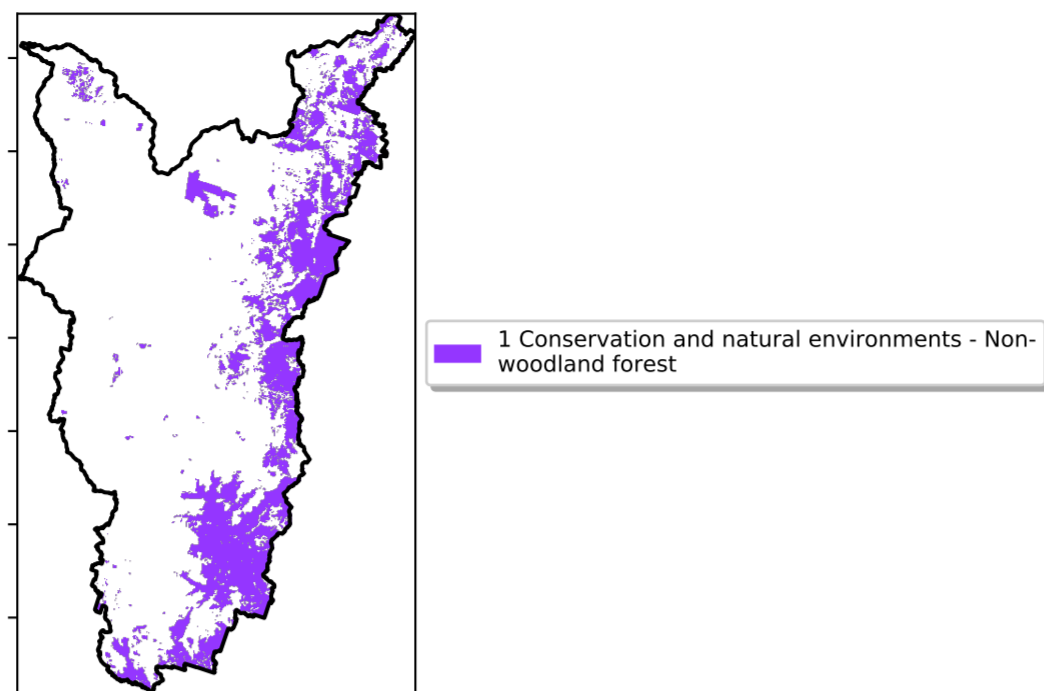 1 Conservation and natural environments - Non-
woodland forest